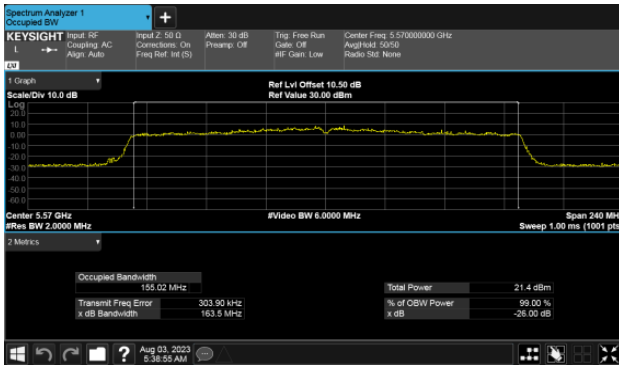 Spectrum Analyzer 1
Occupied BW
KEYSIGHT
L
LXI
Input: RF
Coupling: AC
Align: Auto
Input Z: 50 Ω
Corrections: On
Freq Ref: Int (S)
Atten: 30 dB
Preamp: Off
Trig: Free Run
Gate: Off
#IF Gain: Low
Center Freq: 5.570000000 GHz
Avg|Hold: 50/50
Radio Std: None
1 Graph
Scale/Div 10.0 dB
Ref Lvl Offset 10.50 dB
Ref Value 30.00 dBm
Log
20.0
10.0
0.00
-10.0
-20.0
-30.0
-40.0
-50.0
-60.0
Center 5.57 GHz
#Res BW 2.0000 MHz
#Video BW 6.0000 MHz
Span 240 MH
Sweep 1.00 ms (1001 pts
2 Metrics
Occupied Bandwidth
155.02 MHz
Transmit Freq Error 303.90 kHz
x dB Bandwidth 163.5 MHz
Total Power 21.4 dBm
% of OBW Power 99.00 %
x dB -26.00 dB
?
Aug 03, 2023
5:38:55 AM